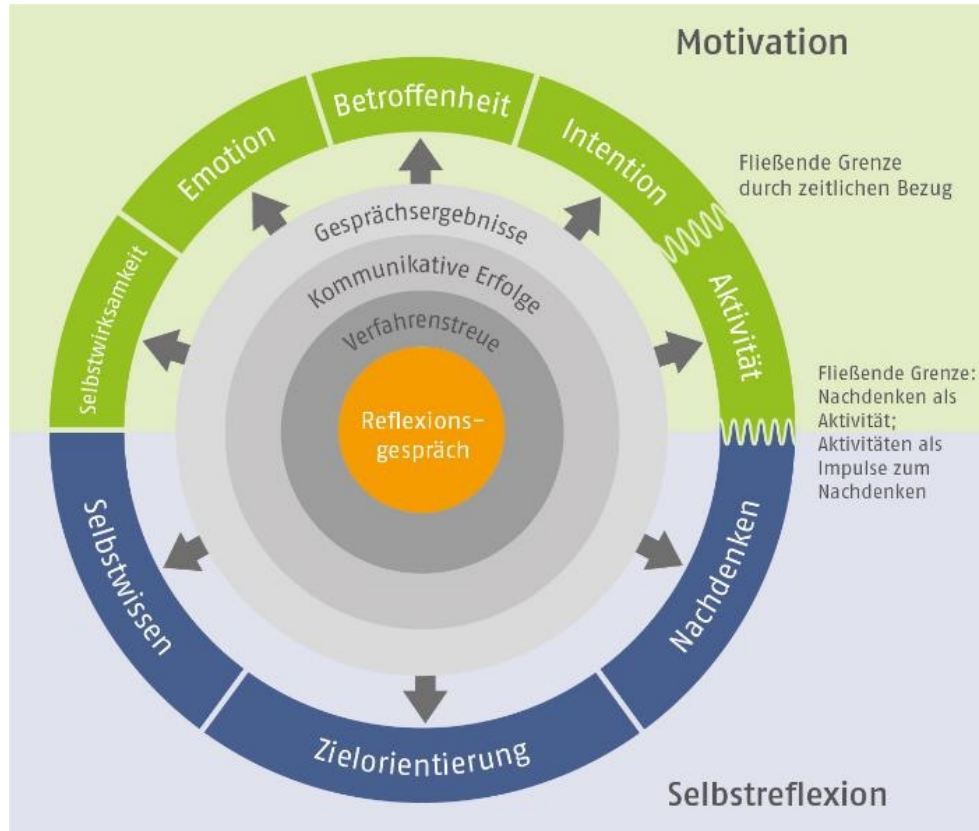 Motivation
Betroffenheit
Emotion
Intention
Fließende Grenze
durch zeitlichen Bezug
Selbstwirksamkeit
Gesprächsergebnisse
Kommunikative Erfolge
Verfahrenstreue
Aktivität
Reflexions-
gespräch
Fließende Grenze:
Nachdenken als
Aktivität;
Aktivitäten als
Impulse zum
Nachdenken
Selbstwissen
Nachdenken
Zielorientierung
Selbstreflexion